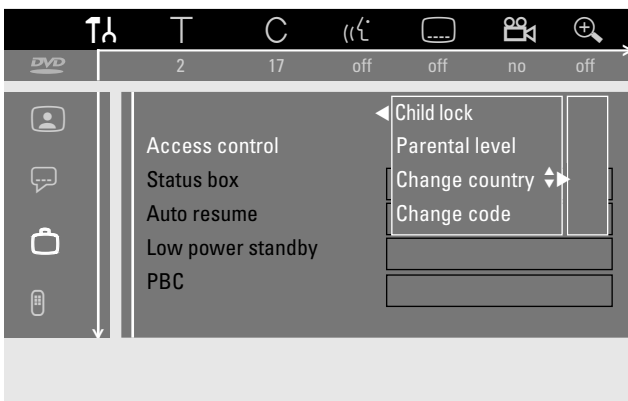 T C
DVD 2 17 off off no off
Child lock
Access control Parental level
Status box Change country
Auto resume Change code
Low power standby
PBC